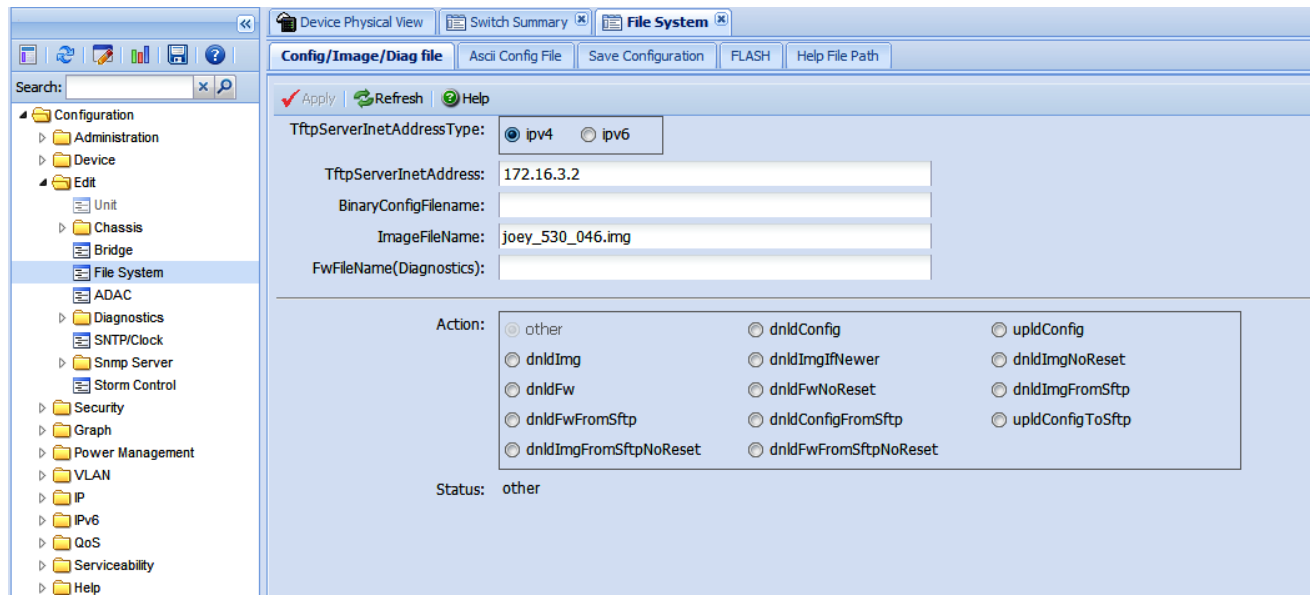 Device Physical View
Switch Summary
File System
Config/Image/Diag file
Ascii Config File
Save Configuration
FLASH
Help File Path
Search:
Configuration
Administration
Device
Edit
Unit
Chassis
Bridge
File System
ADAC
Diagnostics
SNTP/Clock
Snmp Server
Storm Control
Security
Graph
Power Management
VLAN
IP
IPv6
QoS
Serviceability
Help
Apply
Refresh
Help
TftpServerInetAddressType: ipv4 ipv6
TftpServerInetAddress: 172.16.3.2
BinaryConfigFilename:
ImageFileName: joey_530_046.img
FwFileName(Diagnostics):
Action: other dnldConfig upldConfig
dnldImg dnldImgIfNewer dnldImgNoReset
dnldFw dnldFwNoReset dnldImgFromSftp
dnldFwFromSftp dnldConfigFromSftp upldConfigToSftp
dnldImgFromSftpNoReset dnldFwFromSftpNoReset
Status: other